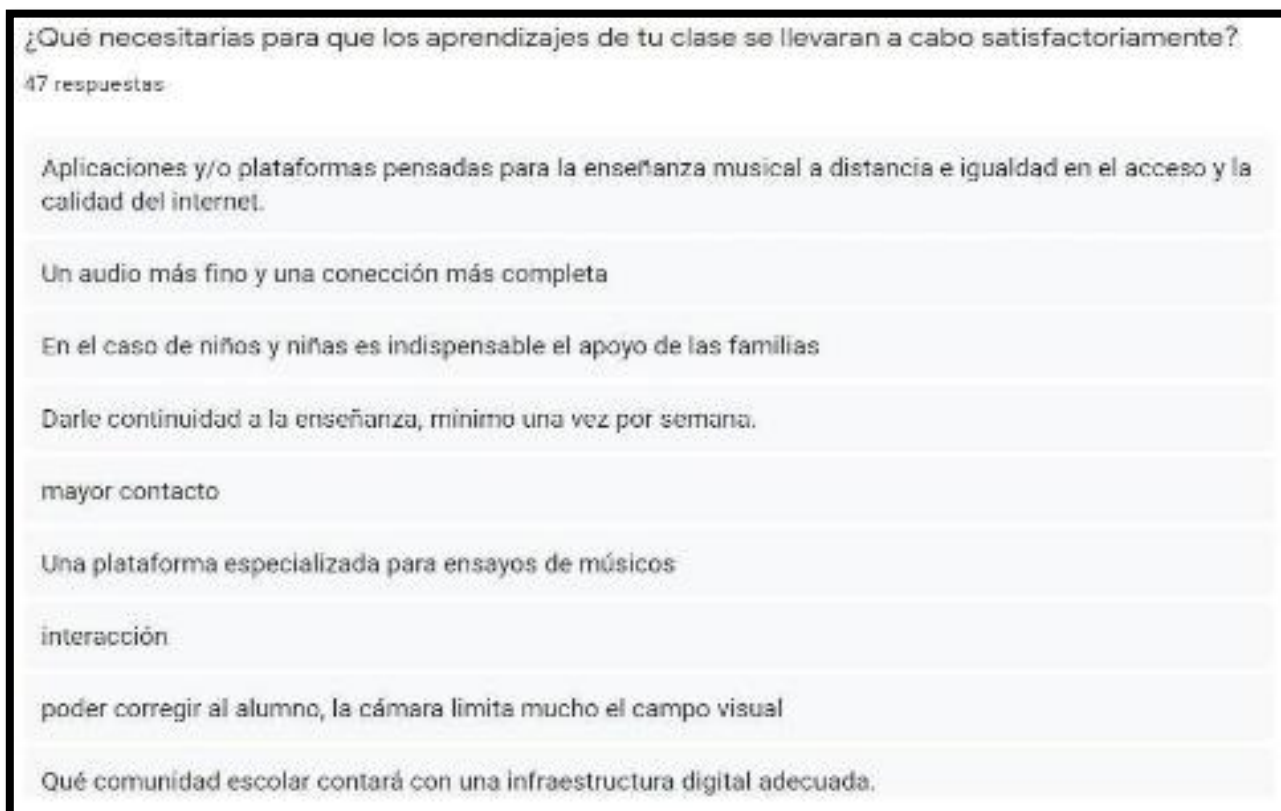 ¿Qué necesitarias para que los aprendizajes de tu clase se llevaran a cabo satisfactoriamente?
47 respuestas
Aplicaciones y/o plataformas pensadas para la enseñanza musical a distancia e igualdad en el acceso y la
calidad del internet.
Un audio más fino y una conección más completa
En el caso de niños y niñas es indispensable el apoyo de las familias
Darle continuidad a la enseñanza, mínimo una vez por semana.
mayor contacto
Una plataforma especializada para ensayos de músicos
interacción
poder corregir al alumno, la cámara limita mucho el campo visual
Qué comunidad escolar contará con una infraestructura digital adecuada.